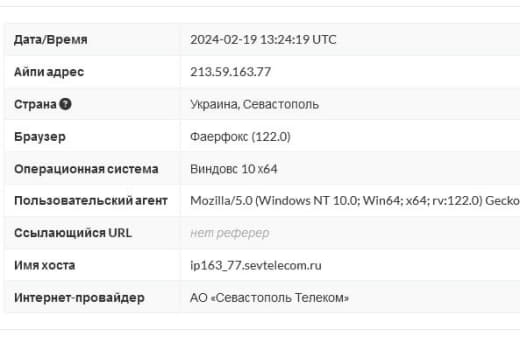 Дата/Время 2024-02-19 13:24:19 UTC
Айпи адрес 213.59.163.77
Страна ? Украина, Севастополь
Браузер Фаерфокс (122.0)
Операционная система Виндовс 10 x64
Пользовательский агент Mozilla/5.0 (Windows NT 10.0; Win64; x64; rv:122.0) Gecko
Ссылающийся URL нет реферер
Имя хоста ip163_77.sevtelecom.ru
Интернет-провайдер АО «Севастополь Телеком»